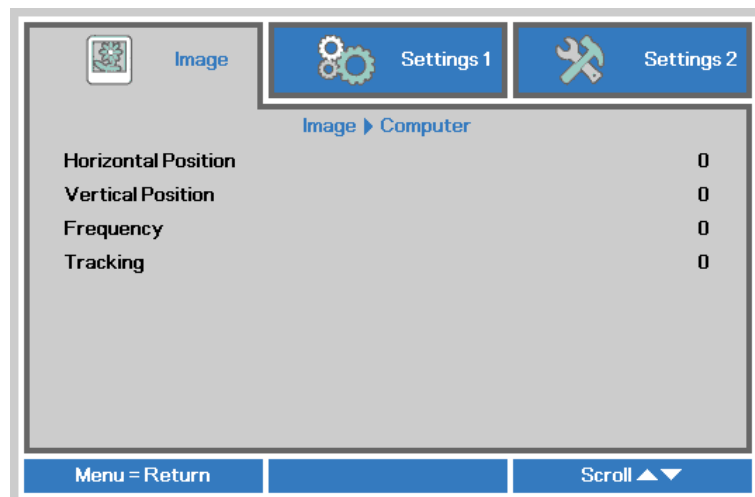 Image Settings 1 Settings 2
Image Computer
Horizontal Position 0
Vertical Position 0
Frequency 0
Tracking 0
Menu = Return Scroll